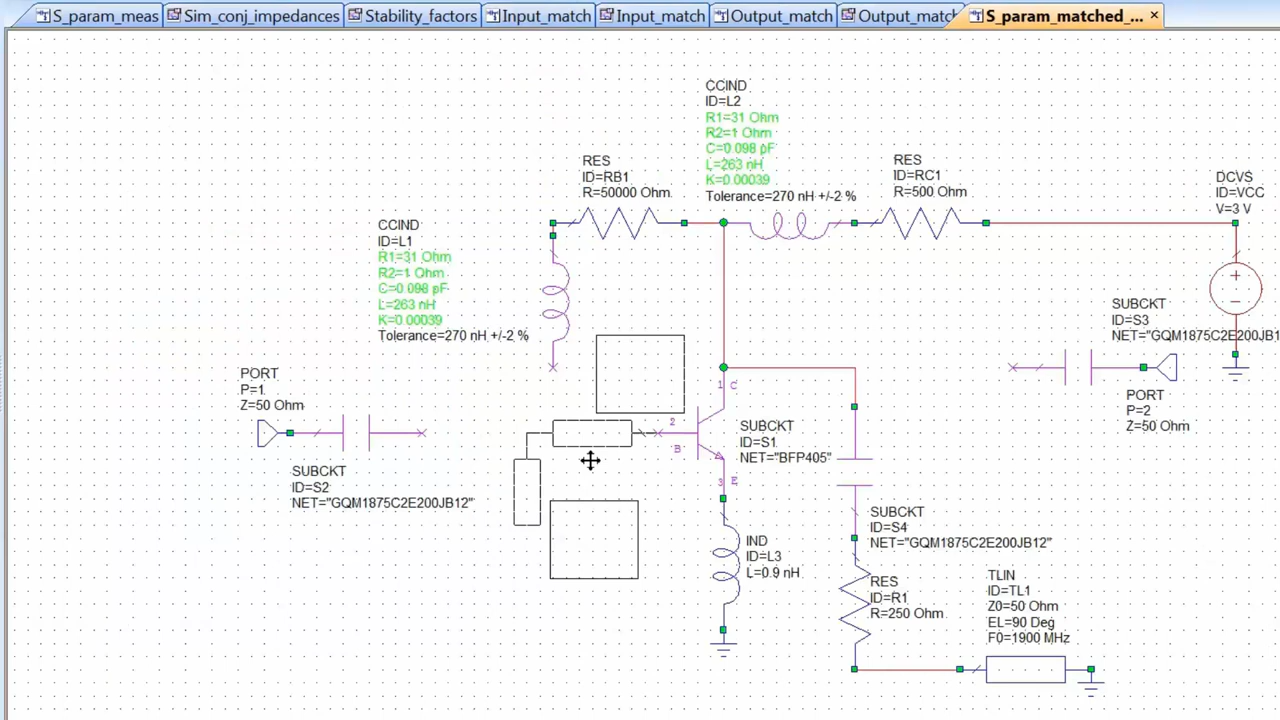 S_param_meas
Sim_conj_impedances
Stability_factors
Input_match
Input_match
Output_match
Output_matc
S_param_matched_...
CCIND
ID=L2
R1=31 Ohm
R2=1 Ohm
C=0.098 pF
L=263 nH
K=0.00039
Tolerance=270 nH +/-2 %
RES
ID=RB1
R=50000 Ohm
RES
ID=RC1
R=500 Ohm
DCVS
ID=VCC
V=3 V
CCIND
ID=L1
R1=31 Ohm
R2=1 Ohm
C=0.098 pF
L=263 nH
K=0.00039
Tolerance=270 nH +/-2 %
SUBCKT
ID=S3
NET="GQM1875C2E200JB1
PORT
P=1
Z=50 Ohm
PORT
P=2
Z=50 Ohm
1
C
2
B
3
E
SUBCKT
ID=S1
NET="BFP405"
SUBCKT
ID=S2
NET="GQM1875C2E200JB12"
SUBCKT
ID=S4
NET="GQM1875C2E200JB12"
IND
ID=L3
L=0.9 nH
RES
ID=R1
R=250 Ohm
TLIN
ID=TL1
Z0=50 Ohm
EL=90 Deg
F0=1900 MHz